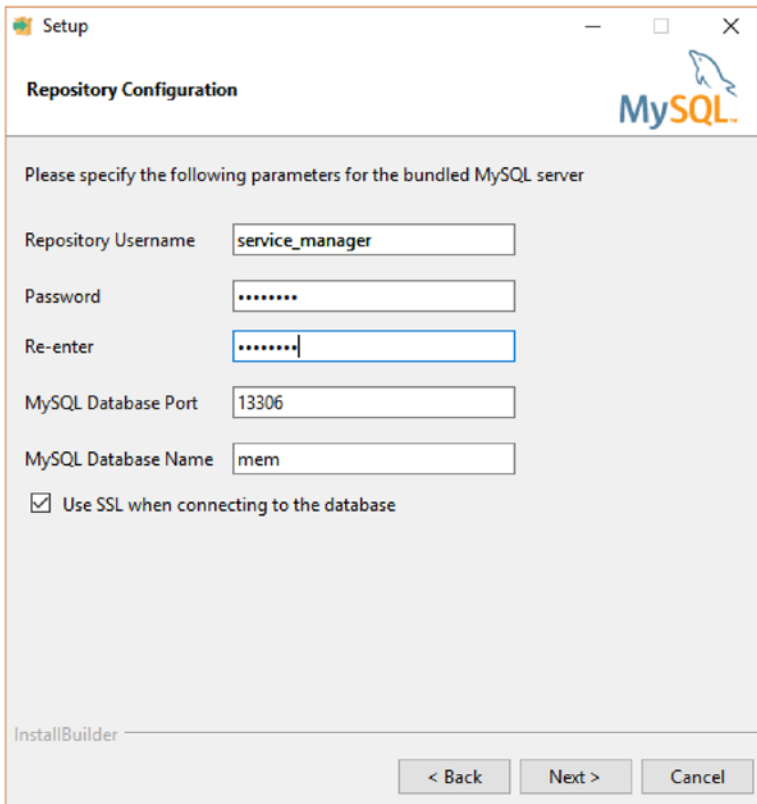 Setup
Repository Configuration
MySQL™
Please specify the following parameters for the bundled MySQL server
Repository Username service_manager
Password ••••••••
Re-enter ••••••••
MySQL Database Port 13306
MySQL Database Name mem
Use SSL when connecting to the database
InstallBuilder
< Back Next > Cancel